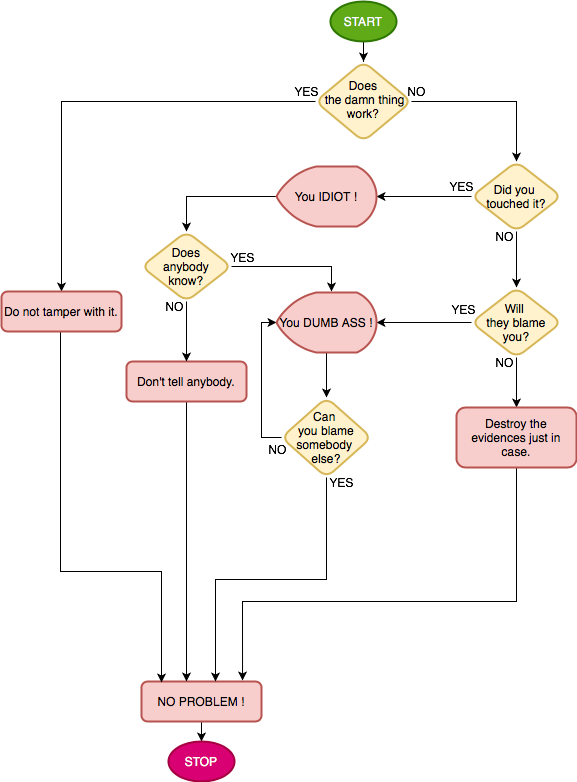 START
Does
the damn thing
work?
YES
NO
Did you
touched it?
YES
NO
You IDIOT !
Does
anybody
know?
YES
NO
Do not tamper with it.
You DUMB ASS !
Will
they blame
you?
YES
NO
Don't tell anybody.
Can
you blame
somebody
else?
NO
YES
Destroy the
evidences just in
case.
NO PROBLEM !
STOP